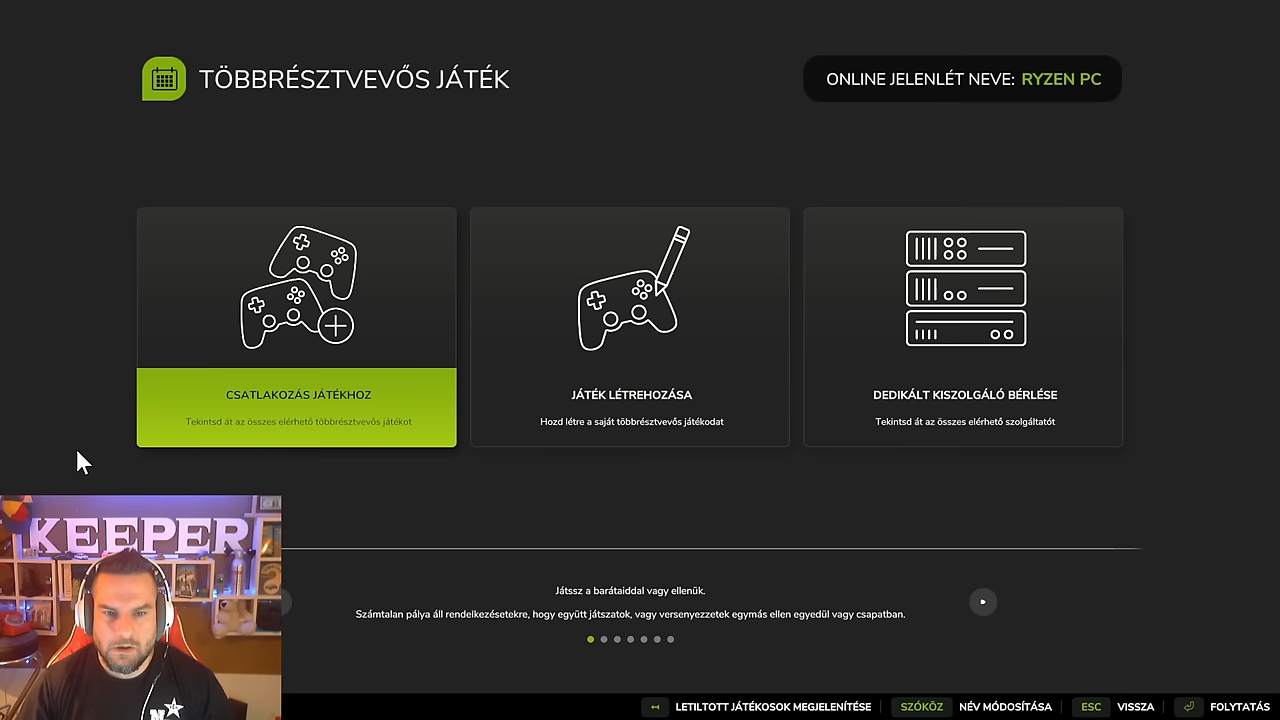 TÖBBRÉSZTVEVŐS JÁTÉK
ONLINE JELENLÉT NEVE: RYZEN PC
CSATLAKOZÁS JÁTÉKHOZ
Tekintsd át az összes elérhető többrésztvevős játékot
JÁTÉK LÉTREHOZÁSA
Hozd létre a saját többrésztvevős játékodat
DEDIKÁLT KISZOLGÁLÓ BÉRLÉSE
Tekintsd át az összes elérhető szolgáltatót
KEEPER
Játssz a barátaiddal vagy ellenük.
Számtalan pálya áll rendelkezésetekre, hogy együtt játszatok, vagy versenyezzetek egymás ellen egyedül vagy csapatban.
N
LETILTOTT JÁTÉKOSOK MEGJELENÍTÉSE
SZÓKÖZ NÉV MÓDOSÍTÁSA
ESC VISSZA
FOLYTATÁS